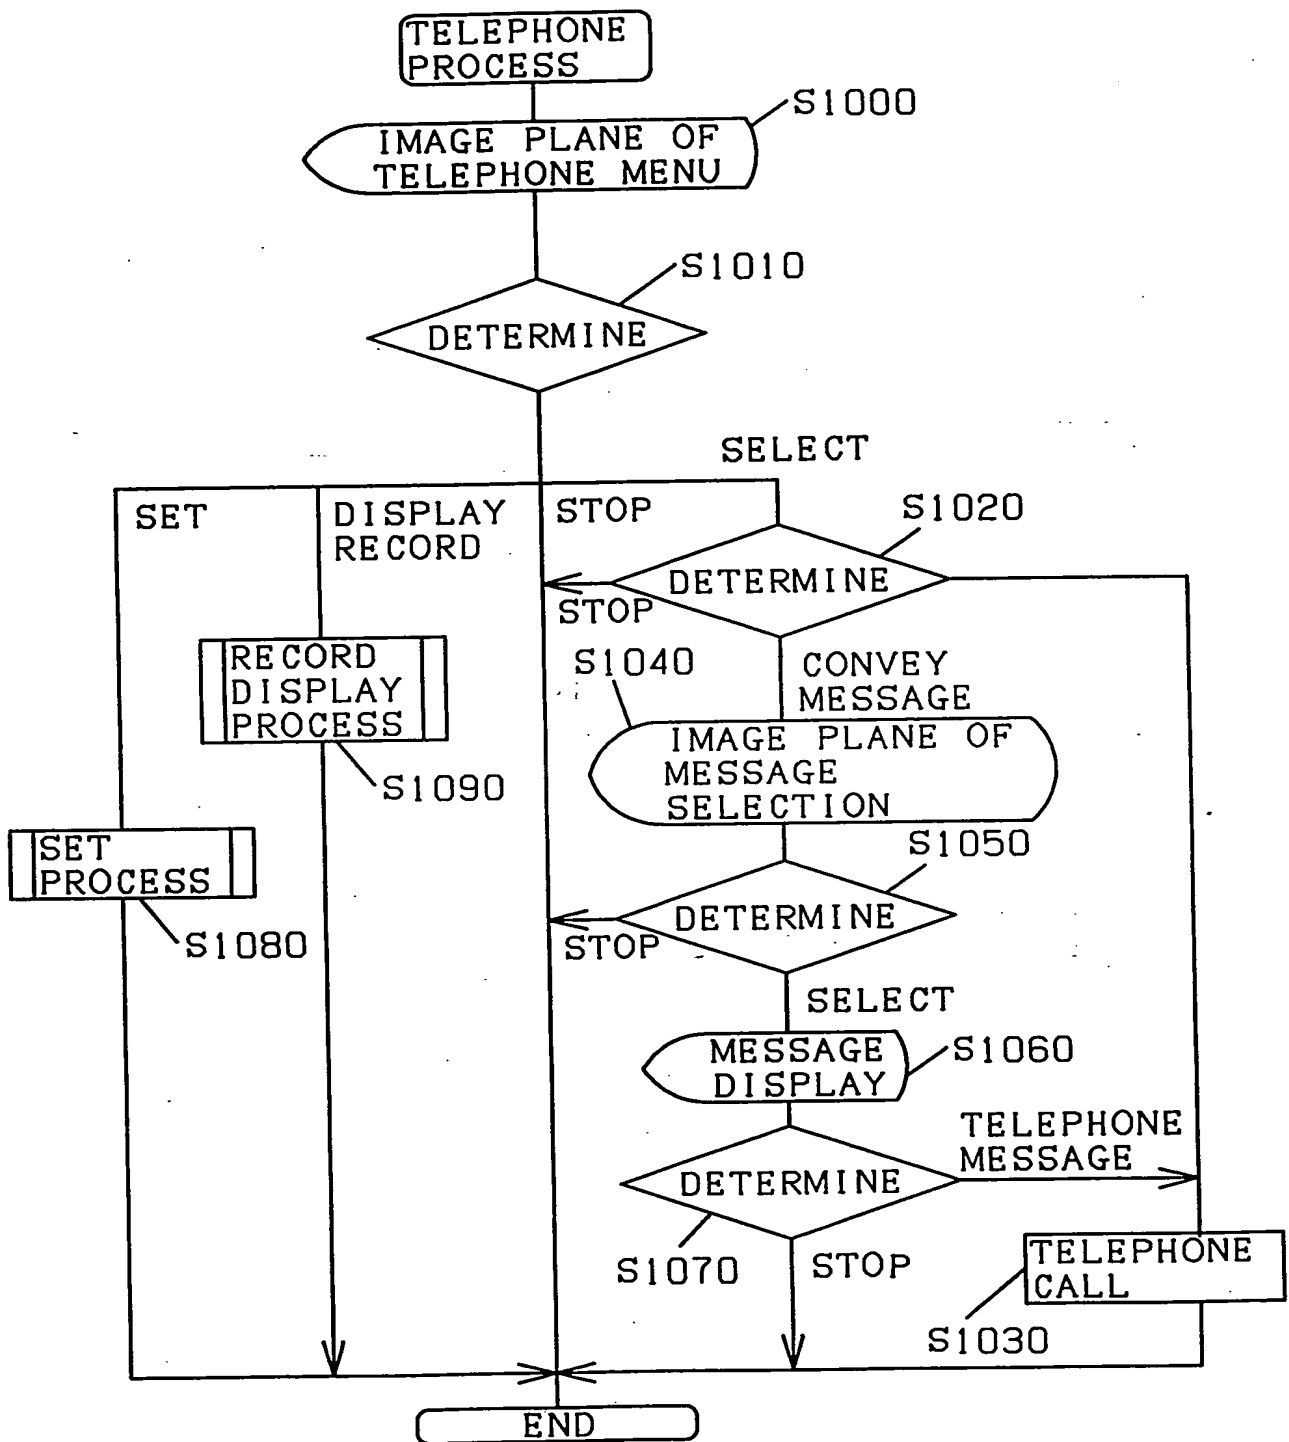 TELEPHONE
PROCESS
S1000
IMAGE PLANE OF
TELEPHONE MENU
S1010
DETERMINE
SELECT
SET
DISPLAY
RECORD
STOP
S1020
DETERMINE
STOP
RECORD
DISPLAY
PROCESS
S1090
S1040
CONVEY
MESSAGE
IMAGE PLANE OF
MESSAGE
SELECTION
SET
PROCESS
S1080
S1050
DETERMINE
STOP
SELECT
MESSAGE
DISPLAY
S1060
TELEPHONE
MESSAGE
DETERMINE
S1070
STOP
TELEPHONE
CALL
S1030
END